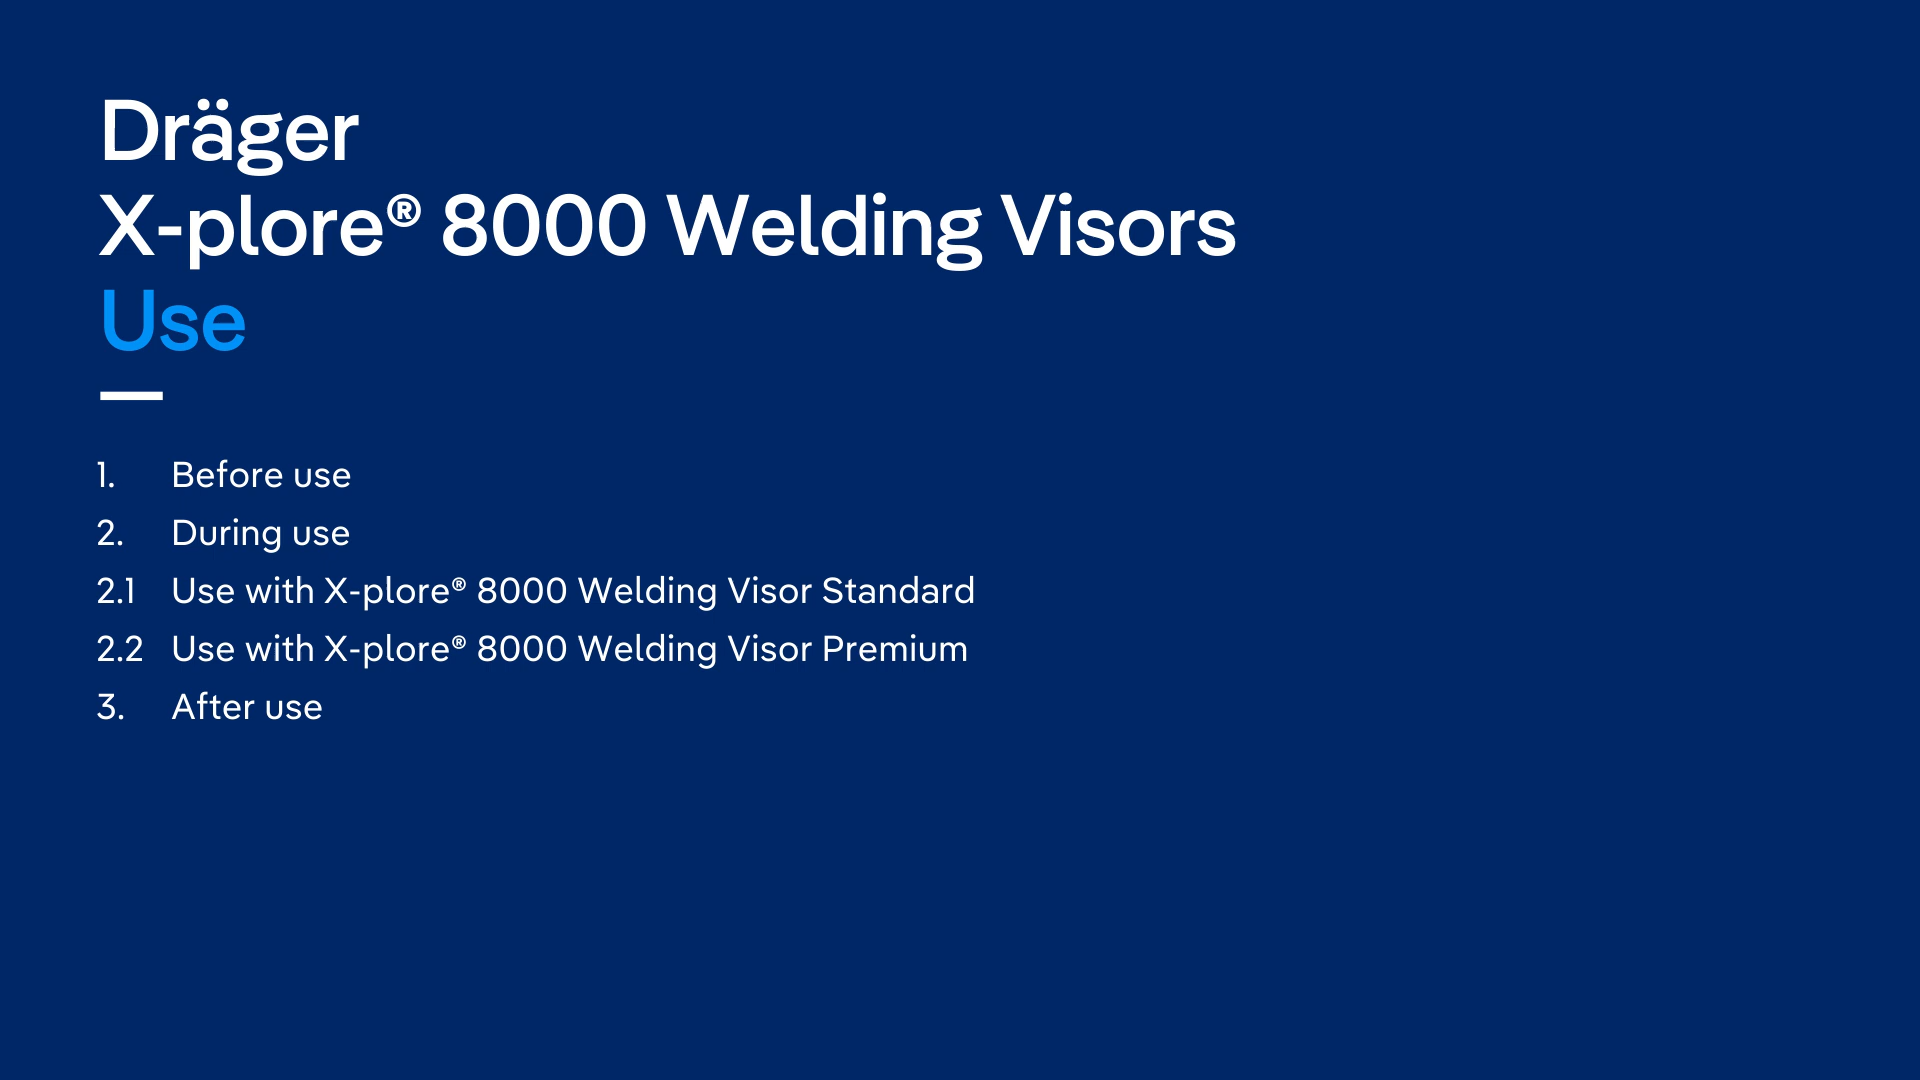 Dräger
X-plore® 8000 Welding Visors
Use
1. Before use
2. During use
2.1 Use with X-plore® 8000 Welding Visor Standard
2.2 Use with X-plore® 8000 Welding Visor Premium
3. After use